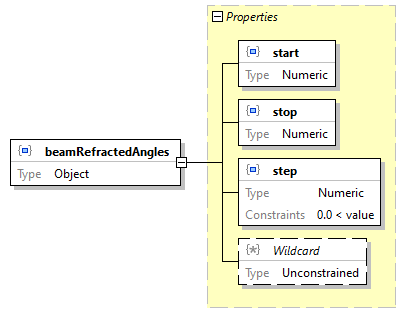 Properties
start
Type Numeric
stop
Type Numeric
beamRefractedAngles
Type Object
step
Type Numeric
Constraints 0.0 < value
Wildcard
Type Unconstrained